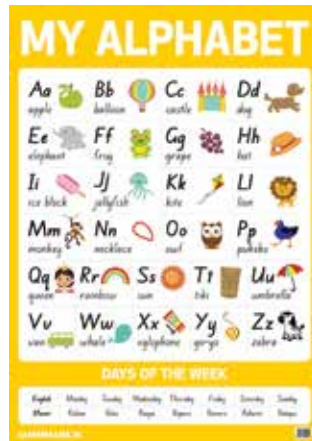 MY ALPHABET
Aa Bb Cc Dd
apple balloon castle dog
Ee Ff Gg Hh
elephant frog grape hat
Ii Jj Kk Ll
ice block jellyfish kite lion
Mm Nn Oo Pp
monkey necklace owl pukeko
Qq Rr Ss Tt Uu
queen rainbow sun tiki umbrella
Vv Ww Xx Yy Zz
van whale xylophone yo-yo zebra
DAYS OF THE WEEK
English Monday Tuesday Wednesday Thursday Friday Saturday Sunday